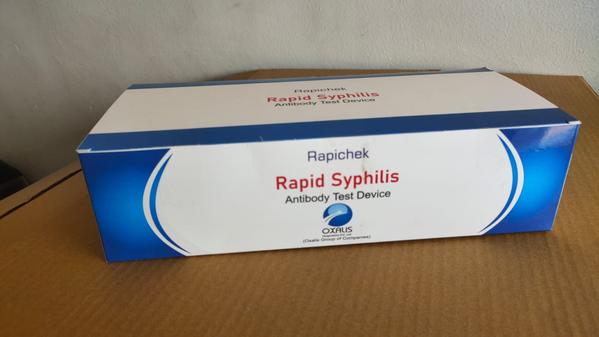 Rapichek
Rapid Syphilis
Antibody Test Device
Rapichek
Rapid Syphilis
Antibody Test Device
OXALIS
(Oxalis Group of Companies)